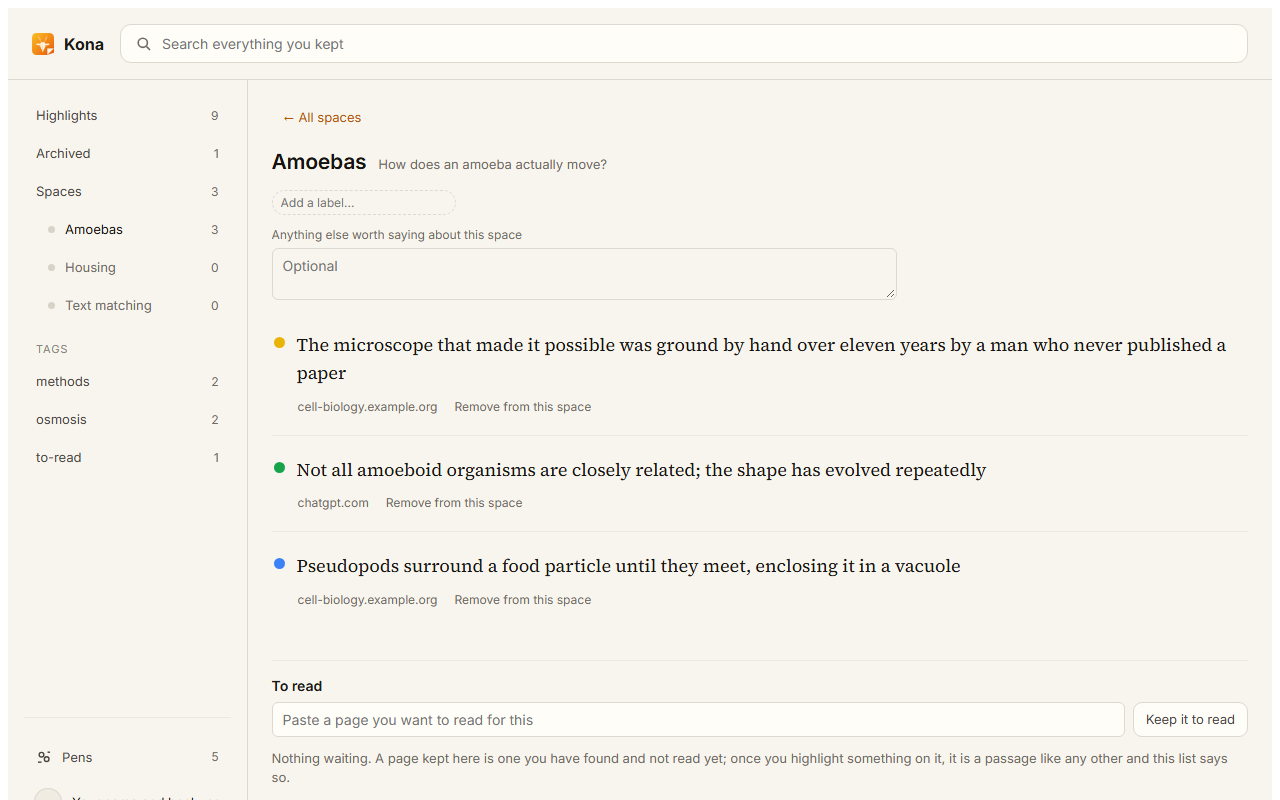 Kona
Search everything you kept
Highlights 9
Archived 1
Spaces 3
Amoebas 3
Housing 0
Text matching 0
TAGS
methods 2
osmosis 2
to-read 1
Pens 5
← All spaces
Amoebas How does an amoeba actually move?
Add a label...
Anything else worth saying about this space
Optional
The microscope that made it possible was ground by hand over eleven years by a man who never published a
paper
cell-biology.example.org Remove from this space
Not all amoeboid organisms are closely related; the shape has evolved repeatedly
chatgpt.com Remove from this space
Pseudopods surround a food particle until they meet, enclosing it in a vacuole
cell-biology.example.org Remove from this space
To read
Paste a page you want to read for this
Keep it to read
Nothing waiting. A page kept here is one you have found and not read yet; once you highlight something on it, it is a passage like any other and this list says
so.